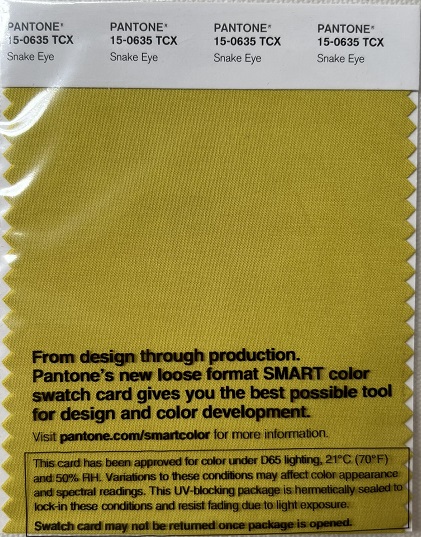 PANTONE® PANTONE® PANTONE® PANTONE®
15-0635 TCX 15-0635 TCX 15-0635 TCX 15-0635 TCX
Snake Eye Snake Eye Snake Eye Snake Eye
From design through production.
Pantone's new loose format SMART color
swatch card gives you the best possible tool
for design and color development.
Visit pantone.com/smartcolor for more information.
This card has been approved for color under D65 lighting, 21°C (70°F)
and 50% RH. Variations to these conditions may affect color appearance
and spectral readings. This UV-blocking package is hermetically sealed to
lock-in these conditions and resist fading due to light exposure.
Swatch card may not be returned once package is opened.